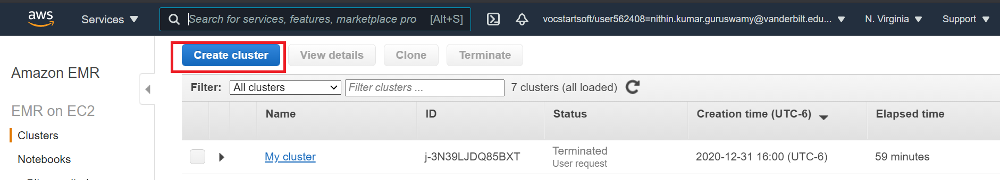 aws
Services
Search for services, features, marketplace pro [Alt+S]
vocstartsoft/user562408=nithin.kumar.guruswamy@vanderbilt.edu...
N. Virginia
Support
Amazon EMR
EMR on EC2
Clusters
Notebooks
Create cluster
View details
Clone
Terminate
Filter: All clusters Filter clusters ... 7 clusters (all loaded)
Name ID Status Creation time (UTC-6) Elapsed time
My cluster j-3N39LJDQ85BXT Terminated 2020-12-31 16:00 (UTC-6) 59 minutes
User request